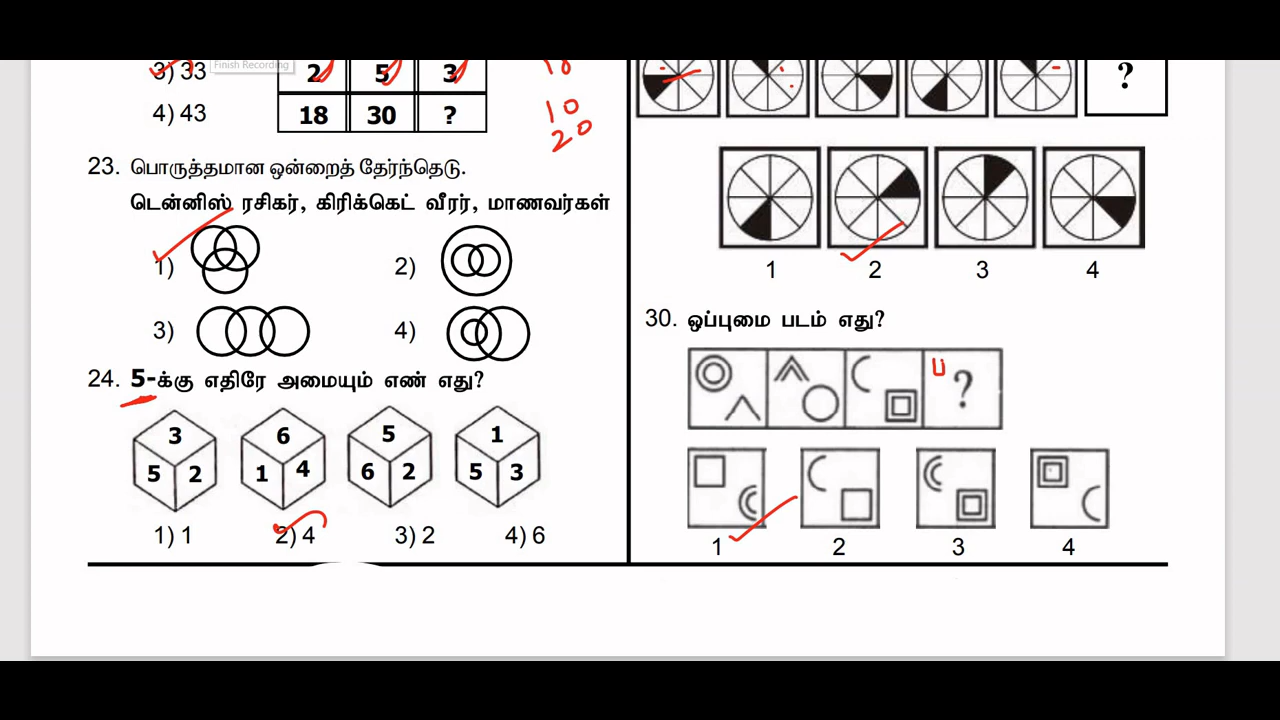 Finish Recording
3) 33
2 5 3
18
4) 43
18 30 ?
10
20
?
23. பொருத்தமான ஒன்றைத் தேர்ந்தெடு.
டென்னிஸ் ரசிகர், கிரிக்கெட் வீரர், மாணவர்கள்
1)
2)
3)
4)
24. 5-க்கு எதிரே அமையும் எண் எது?
3 5 2
6 1 4
5 6 2
1 5 3
1) 1 2) 4 3) 2 4) 6
1 2 3 4
30. ஒப்புமை படம் எது?
?
1 2 3 4